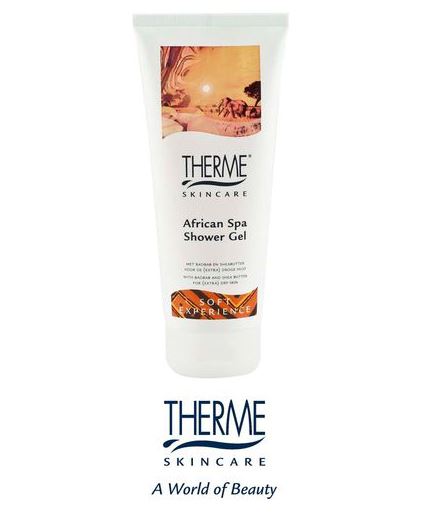 THERME®
SKINCARE
African Spa
Shower Gel
MET BAOBAB EN SHEABUTTER
VOOR DE (EXTRA) DROGE HUID
WITH BAOBAB AND SHEA BUTTER
FOR (EXTRA) DRY SKIN
SOFT
EXPERIENCE
THERME
SKINCARE
A World of Beauty